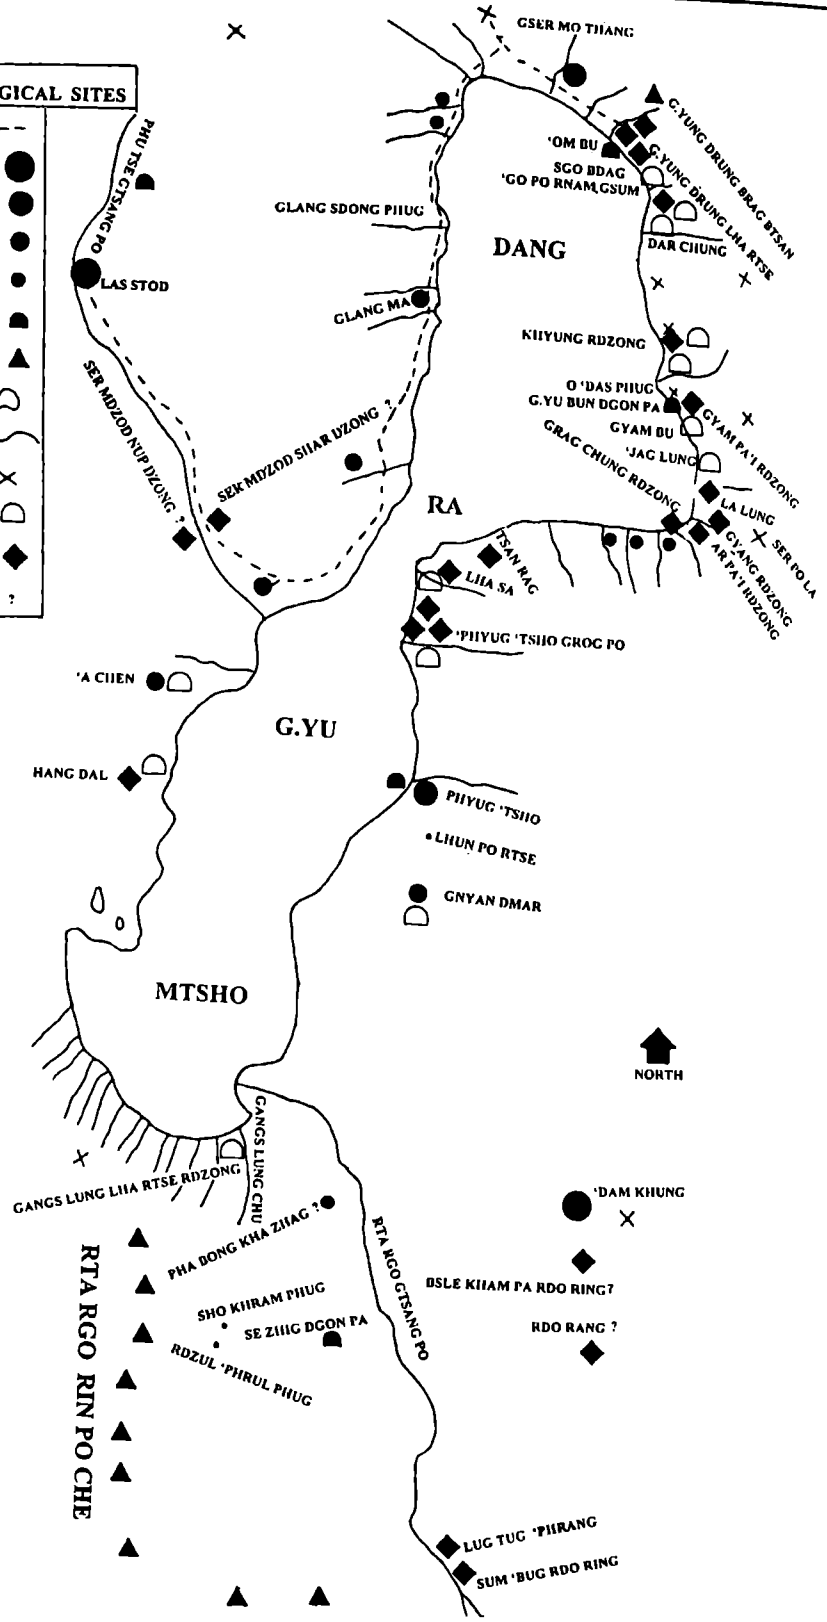 GSER MO THANG
GICAL SITES
G.YUNG DRUNG BRAG BTSAN
PHU TSE GTSANG PO
'OM BU
G.YUNG DRUNG LHA RTSE
SGO BDAG
'GO PO RNAM GSUM
GLANG SDONG PHUG
DANG
DAR CHUNG
LAS STOD
GLANG MA
KHYUNG RDZONG
SER MDZOD NUP DZONG ?
SER MDZOD SHAR DZONG ?
O 'DAS PHUG
G.YU BUN DGON PA
GYAM PA'I RDZONG
GYAM BU
GRAG CHUNG RDZONG
'JAG LUNG
RA
LA LUNG
SER PO LA
GYANG RDZONG
AR PA'I RDZONG
TSAN RAG
LHA SA
?
'PHYUG 'TSHO GROG PO
'A CHEN
G.YU
HANG DAL
PHYUG 'TSHO
LHUN PO RTSE
GNYAN DMAR
MTSHO
NORTH
GANGS LUNG CHU
GANGS LUNG LHA RTSE RDZONG
'DAM KHUNG
PHA BONG KHA ZHAG ?
RTA RGO GTSANG PO
RTA RGO RIN PO CHE
BSLE KHAM PA RDO RING?
SHO KHRAM PHUG
SE ZHIG DGON PA
RDO RANG ?
RDZUL 'PHRUL PHUG
LUG TUG 'PHRANG
SUM 'BUG RDO RING